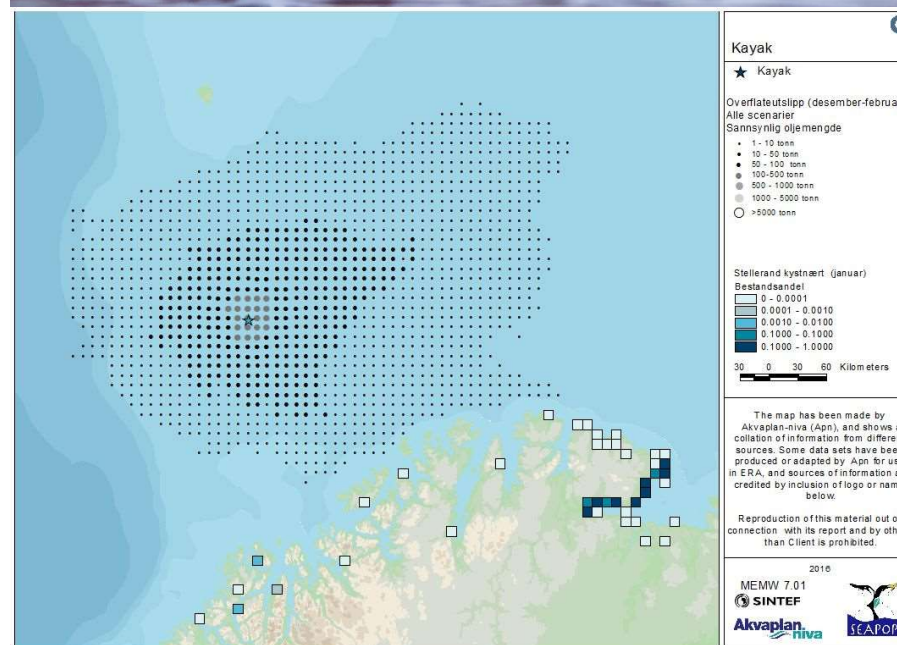 Kayak
Kayak
Overflateutslipp (desember-februa
Alle scenarier
Sannsynlig oljemengde
1 - 10 tonn
10 - 50 tonn
50 - 100 tonn
100-500 tonn
500 - 1000 tonn
1000 - 5000 tonn
>5000 tonn
Stellerand kystnært (januar)
Bestandsandel
0 - 0.0001
0.0001 - 0.0010
0.0010 - 0.0100
0.1000 - 0.1000
0.1000 - 1.0000
30 0 30 60 Kilometers
The map has been made by
Akvaplan-niva (Apn), and shows a
collation of information from differen
sources. Some data sets have bee
produced or adapted by Apn for us
in ERA, and sources of information a
credited by inclusion of logo or nam
below.
Reproduction of this material out o
connection with its report and by oth
than Client is prohibited.
2016
MEMW 7.01
SINTEF
Akvaplan
niva
SEAPOP